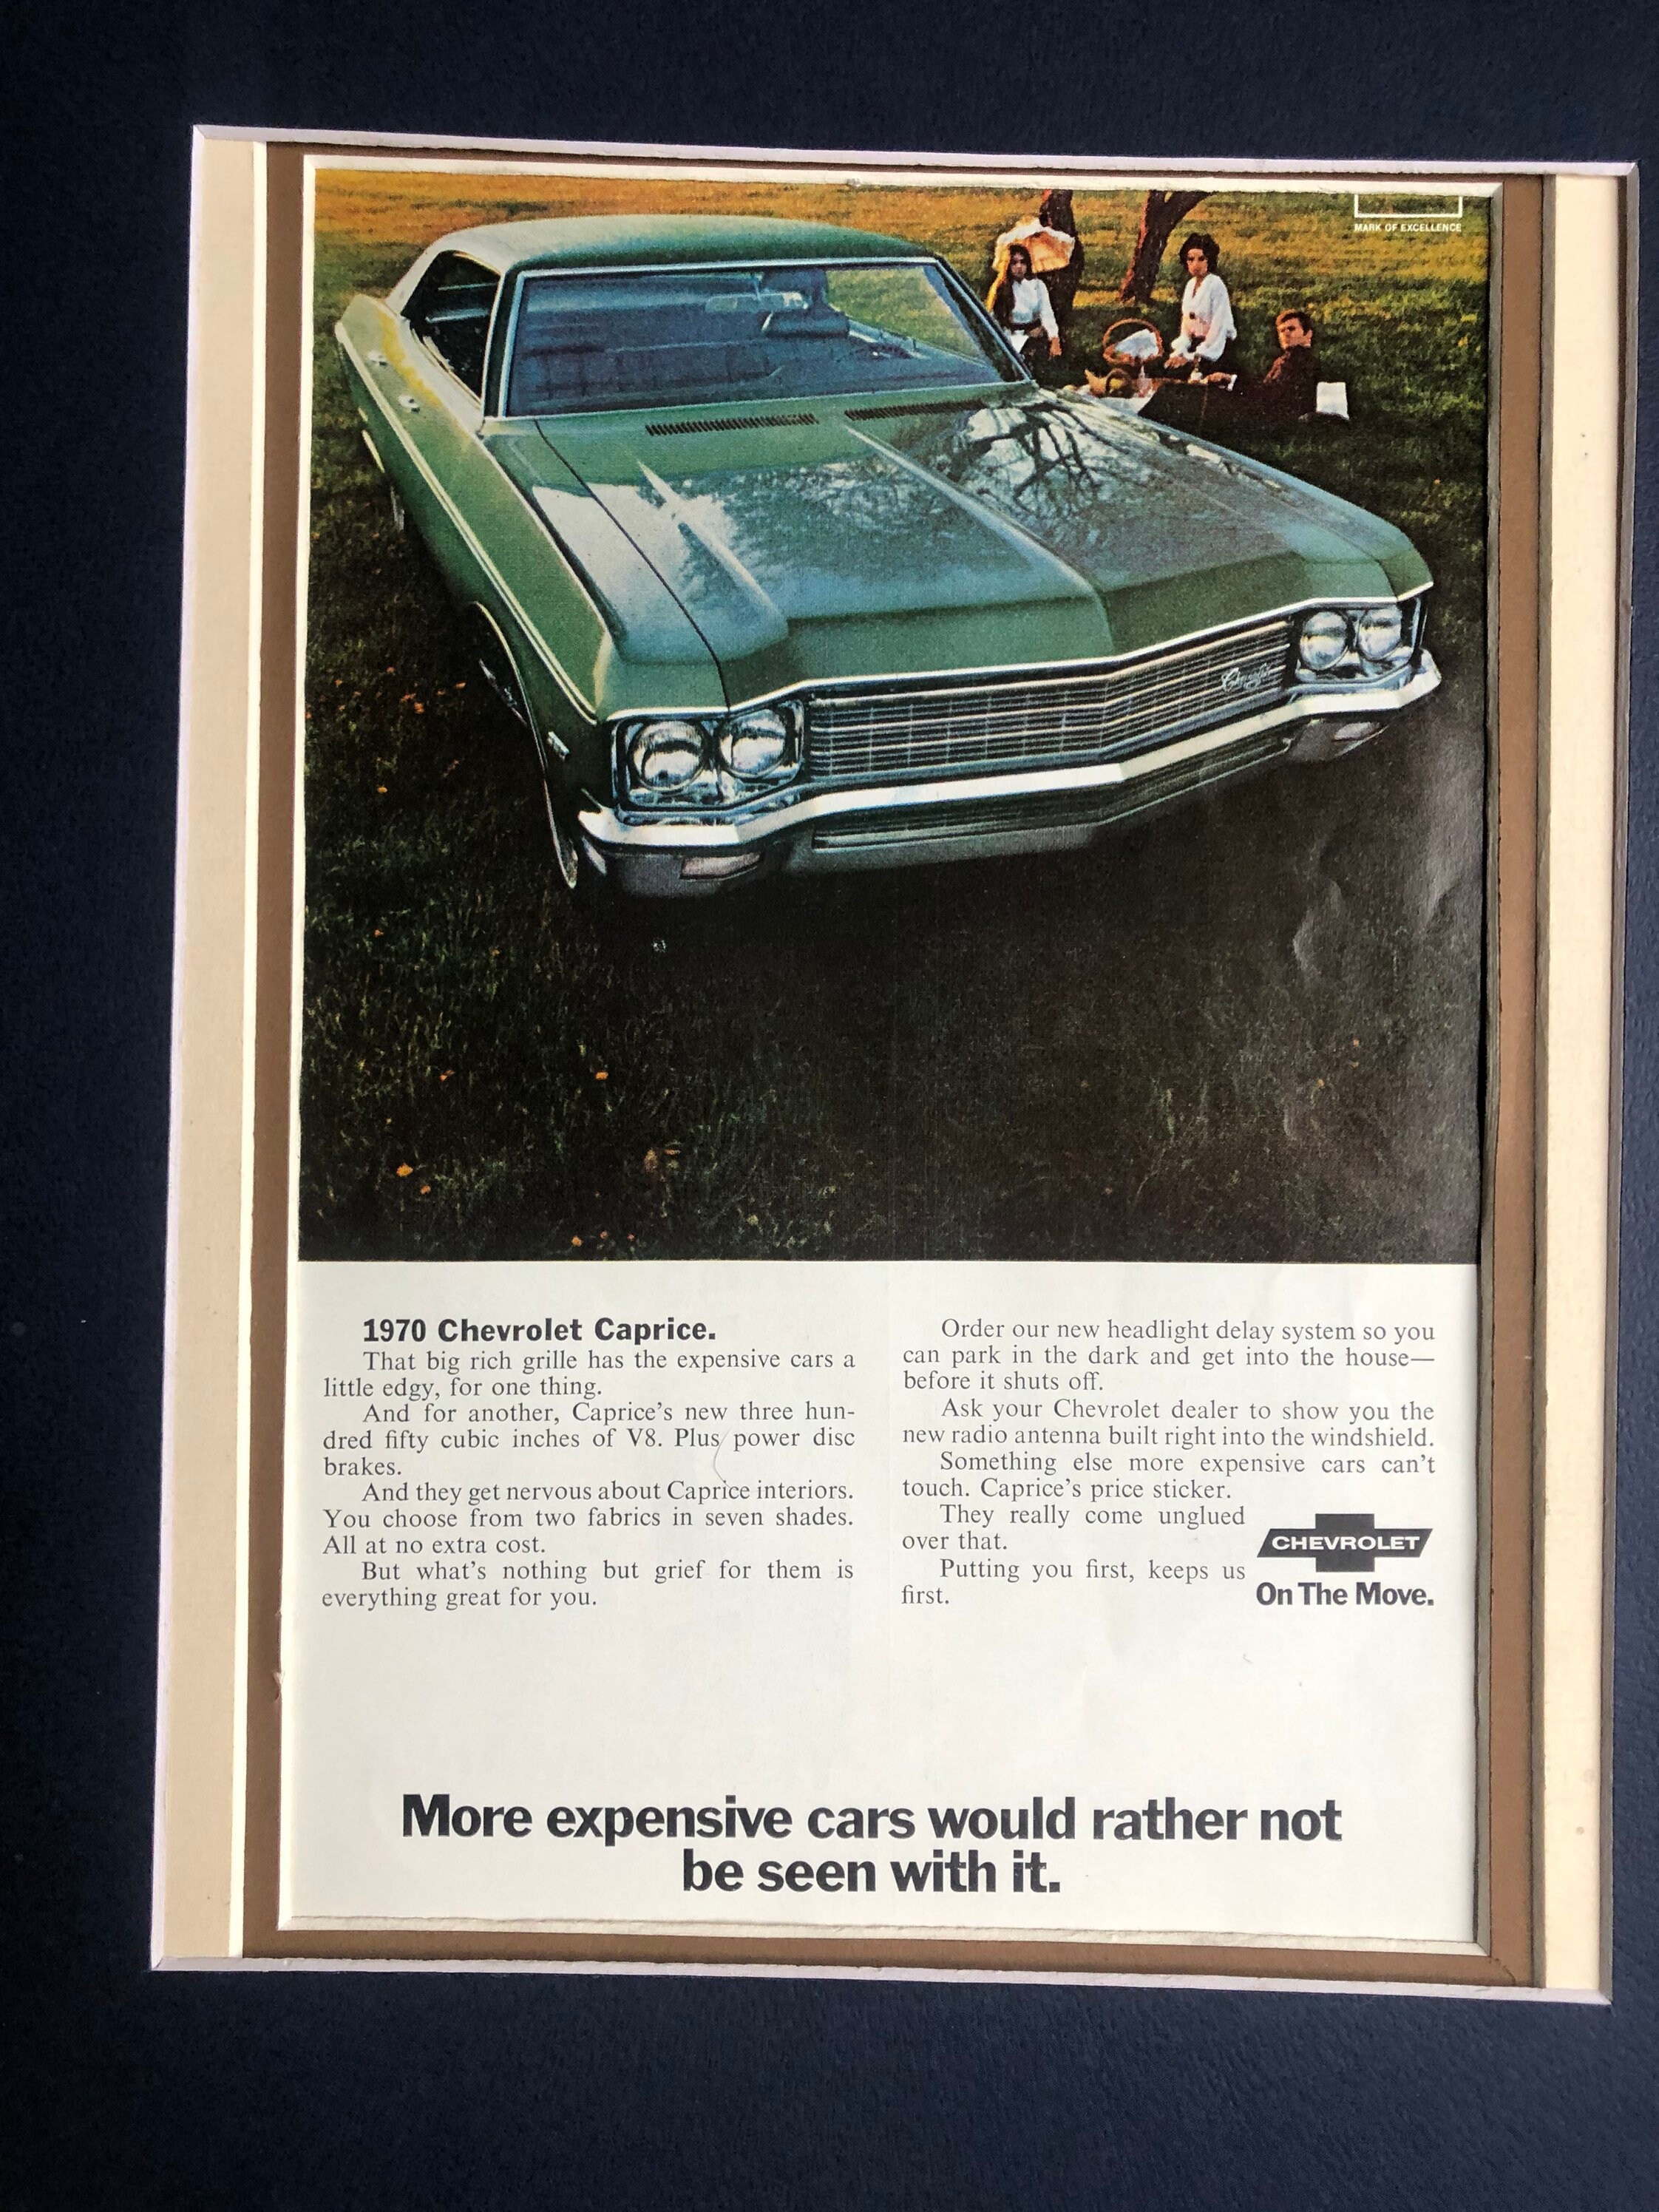 MARK OF EXCELLENCE
Caprice
1970 Chevrolet Caprice.
That big rich grille has the expensive cars a
little edgy, for one thing.
And for another, Caprice's new three hun-
dred fifty cubic inches of V8. Plus power disc
brakes.
And they get nervous about Caprice interiors.
You choose from two fabrics in seven shades.
All at no extra cost.
But what's nothing but grief for them is
everything great for you.
Order our new headlight delay system so you
can park in the dark and get into the house—
before it shuts off.
Ask your Chevrolet dealer to show you the
new radio antenna built right into the windshield.
Something else more expensive cars can't
touch. Caprice's price sticker.
They really come unglued
over that.
Putting you first, keeps us
first.
CHEVROLET
On The Move.
More expensive cars would rather not
be seen with it.